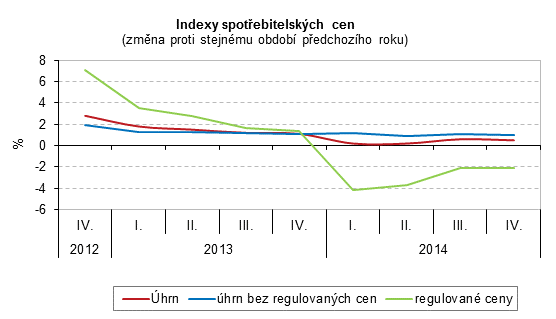 Indexy spotřebitelských cen
(změna proti stejnému období předchozího roku)
%
8
6
4
2
0
-2
-4
-6
IV. I. II. III. IV. I. II. III. IV.
2012 2013 2014
Úhrn úhrn bez regulovaných cen regulované ceny